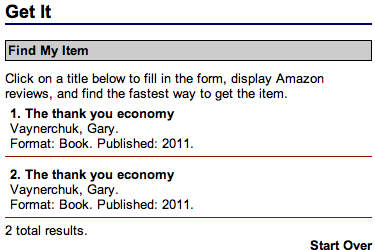 Get It
Find My Item
Click on a title below to fill in the form, display Amazon
reviews, and find the fastest way to get the item.
1. The thank you economy
Vaynerchuk, Gary.
Format: Book. Published: 2011.
2. The thank you economy
Vaynerchuk, Gary.
Format: Book. Published: 2011.
2 total results.
Start Over